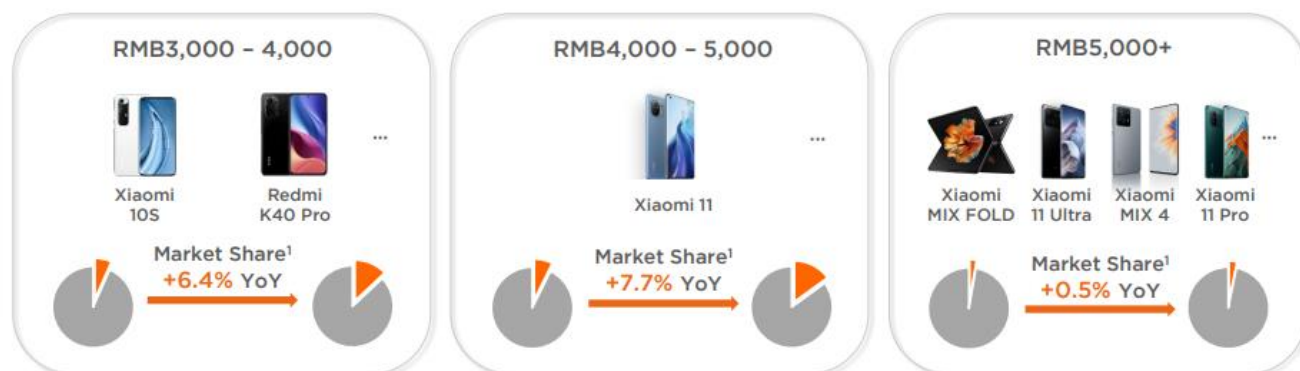 RMB3,000 – 4,000
...
Xiaomi
10S
Redmi
K40 Pro
Market Share1
+6.4% YoY
RMB4,000 – 5,000
...
Xiaomi 11
Market Share1
+7.7% YoY
RMB5,000+
...
Xiaomi
MIX FOLD
Xiaomi
11 Ultra
Xiaomi
MIX 4
Xiaomi
11 Pro
Market Share1
+0.5% YoY